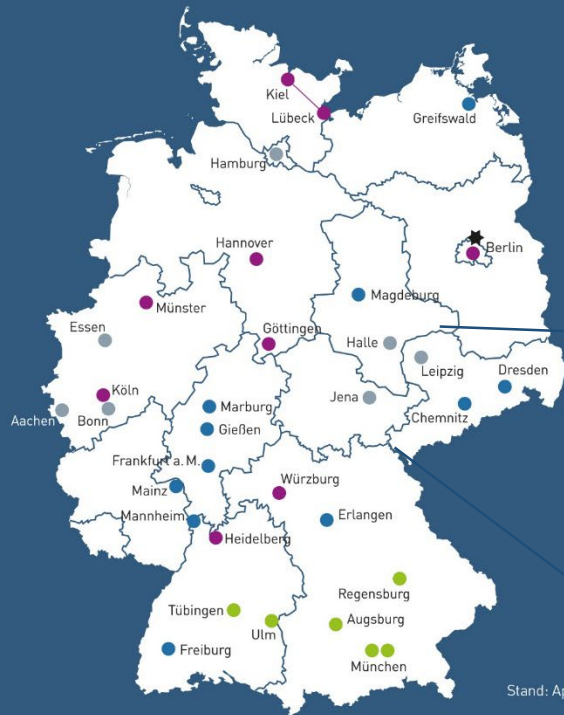 Kiel
Lübeck
Greifswald
Hamburg
Hannover
Berlin
Münster
Magdeburg
Essen
Göttingen
Halle
Leipzig
Dresden
Köln
Aachen
Bonn
Marburg
Jena
Chemnitz
Gießen
Frankfurt a. M.
Mainz
Würzburg
Mannheim
Erlangen
Heidelberg
Regensburg
Tübingen
Augsburg
Ulm
Freiburg
München
Stand: